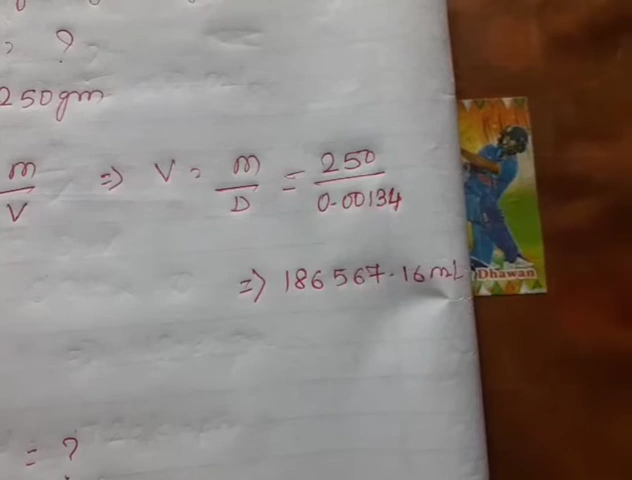 , ?
250gm
m/V => V = m/D = 250/0.00134
=> 186567.16mL
Dhawan
= ?